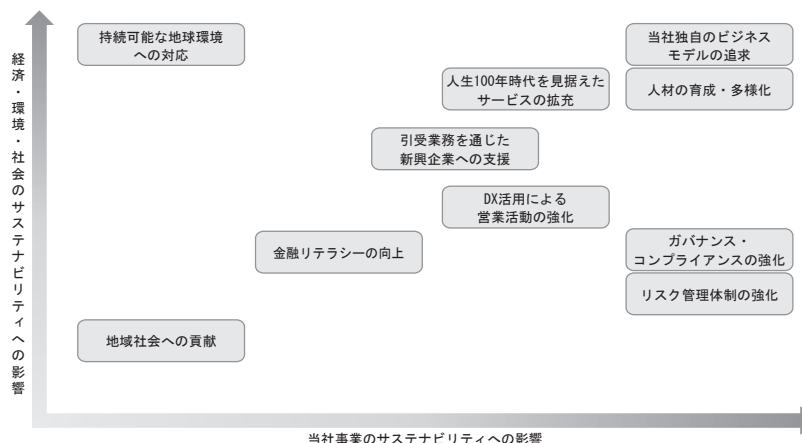 経済・環境・社会のサステナビリティへの影響
持続可能な地球環境
への対応
当社独自のビジネス
モデルの追求
人生100年時代を見据えた
サービスの拡充
人材の育成・多様化
引受業務を通じた
新興企業への支援
DX活用による
営業活動の強化
金融リテラシーの向上
ガバナンス・
コンプライアンスの強化
リスク管理体制の強化
地域社会への貢献
当社事業のサステナビリティへの影響